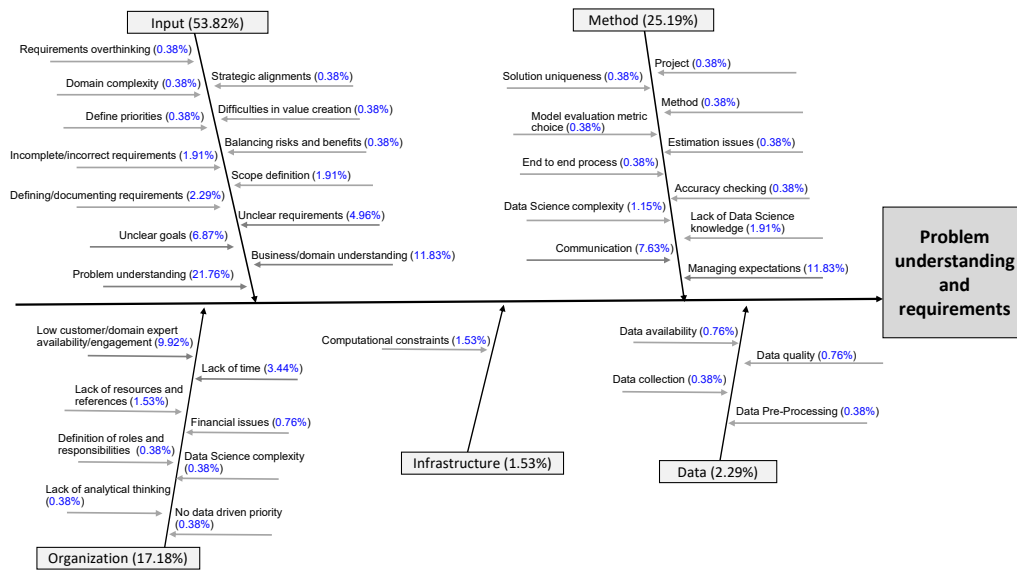 Input (53.82%)
Requirements overthinking (0.38%)
Strategic alignments (0.38%)
Domain complexity (0.38%)
Difficulties in value creation (0.38%)
Define priorities (0.38%)
Balancing risks and benefits (0.38%)
Incomplete/incorrect requirements (1.91%)
Scope definition (1.91%)
Defining/documenting requirements (2.29%)
Unclear requirements (4.96%)
Unclear goals (6.87%)
Business/domain understanding (11.83%)
Problem understanding (21.76%)
Method (25.19%)
Project (0.38%)
Solution uniqueness (0.38%)
Method (0.38%)
Model evaluation metric
choice (0.38%)
Estimation issues (0.38%)
End to end process (0.38%)
Accuracy checking (0.38%)
Data Science complexity (1.15%)
Lack of Data Science
knowledge (1.91%)
Communication (7.63%)
Managing expectations (11.83%)
Problem
understanding
and
requirements
Low customer/domain expert
availability/engagement (9.92%)
Lack of time (3.44%)
Lack of resources and
references (1.53%)
Financial issues (0.76%)
Definition of roles and
responsibilities (0.38%)
Data Science complexity
(0.38%)
Lack of analytical thinking
(0.38%)
No data driven priority
(0.38%)
Organization (17.18%)
Computational constraints (1.53%)
Infrastructure (1.53%)
Data availability (0.76%)
Data quality (0.76%)
Data collection (0.38%)
Data Pre-Processing (0.38%)
Data (2.29%)